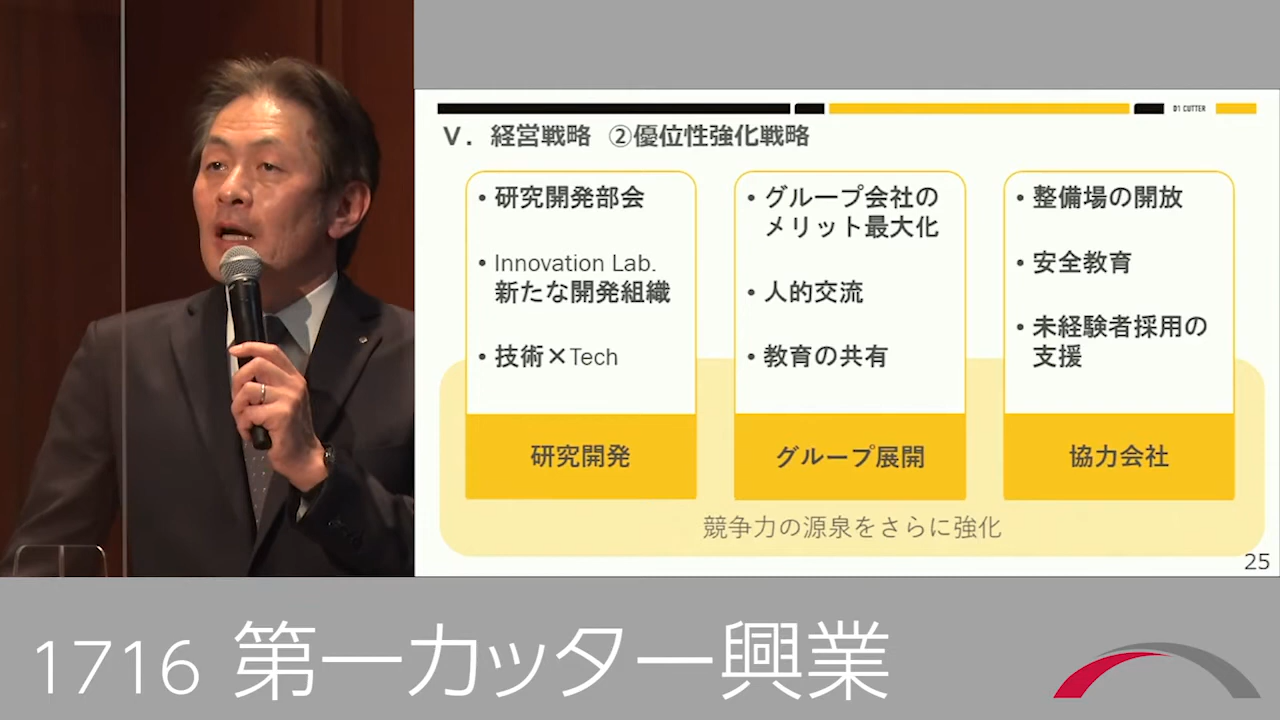 D1 CUTTER
Ⅴ．経営戦略 ②優位性強化戦略
• 研究開発部会
• Innovation Lab.
新たな開発組織
• 技術×Tech
研究開発
• グループ会社の
メリット最大化
• 人的交流
• 教育の共有
グループ展開
• 整備場の開放
• 安全教育
• 未経験者採用の
支援
協力会社
競争力の源泉をさらに強化
25
1716 第一カッター興業